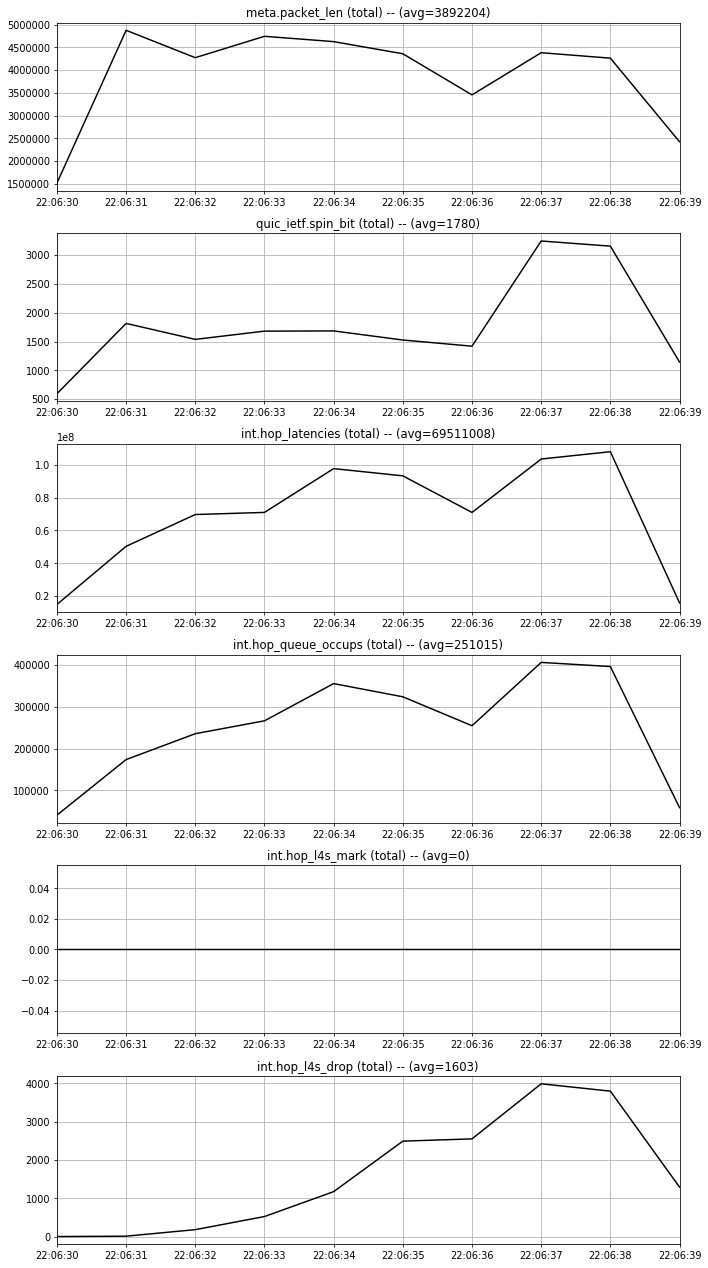 meta.packet_len (total) -- (avg=3892204)
5000000
4500000
4000000
3500000
3000000
2500000
2000000
1500000
22:06:30 22:06:31 22:06:32 22:06:33 22:06:34 22:06:35 22:06:36 22:06:37 22:06:38 22:06:39
quic_ietf.spin_bit (total) -- (avg=1780)
3000
2500
2000
1500
1000
500
22:06:30 22:06:31 22:06:32 22:06:33 22:06:34 22:06:35 22:06:36 22:06:37 22:06:38 22:06:39
int.hop_latencies (total) -- (avg=69511008)
1e8
1.0
0.8
0.6
0.4
0.2
22:06:30 22:06:31 22:06:32 22:06:33 22:06:34 22:06:35 22:06:36 22:06:37 22:06:38 22:06:39
int.hop_queue_occups (total) -- (avg=251015)
400000
300000
200000
100000
22:06:30 22:06:31 22:06:32 22:06:33 22:06:34 22:06:35 22:06:36 22:06:37 22:06:38 22:06:39
int.hop_l4s_mark (total) -- (avg=0)
0.04
0.02
0.00
−0.02
−0.04
22:06:30 22:06:31 22:06:32 22:06:33 22:06:34 22:06:35 22:06:36 22:06:37 22:06:38 22:06:39
int.hop_l4s_drop (total) -- (avg=1603)
4000
3000
2000
1000
0
22:06:30 22:06:31 22:06:32 22:06:33 22:06:34 22:06:35 22:06:36 22:06:37 22:06:38 22:06:39